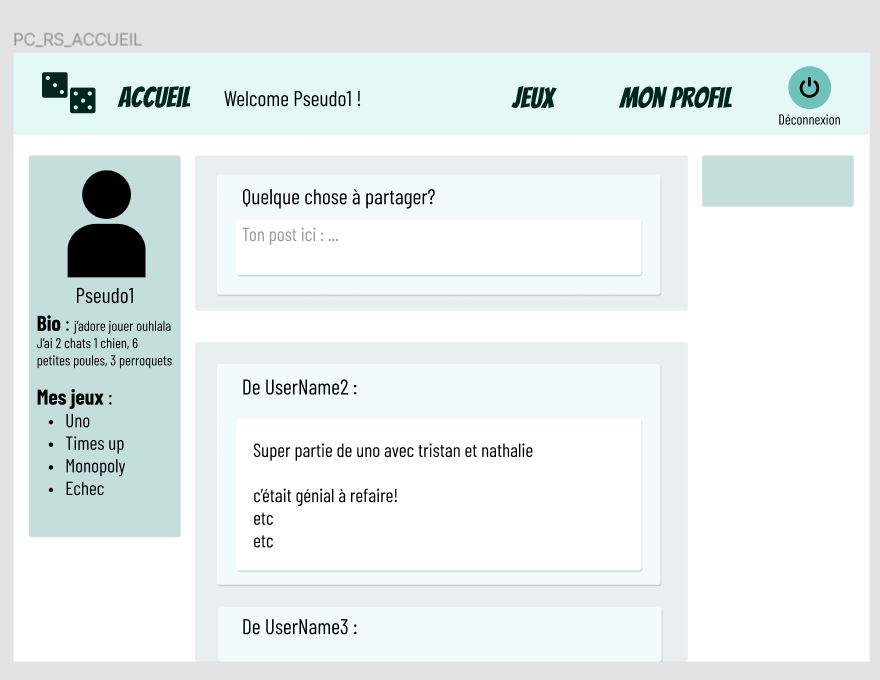 PC_RS_ACCUEIL
ACCUEIL
Welcome Pseudo1 !
JEUX
MON PROFIL
Déconnexion
Pseudo1
Bio : j'adore jouer ouhlala
J'ai 2 chats 1 chien, 6
petites poules, 3 perroquets
Mes jeux :
• Uno
• Times up
• Monopoly
• Echec
Quelque chose à partager?
Ton post ici : ...
De UserName2 :
Super partie de uno avec tristan et nathalie
c'était génial à refaire!
etc
etc
De UserName3 :